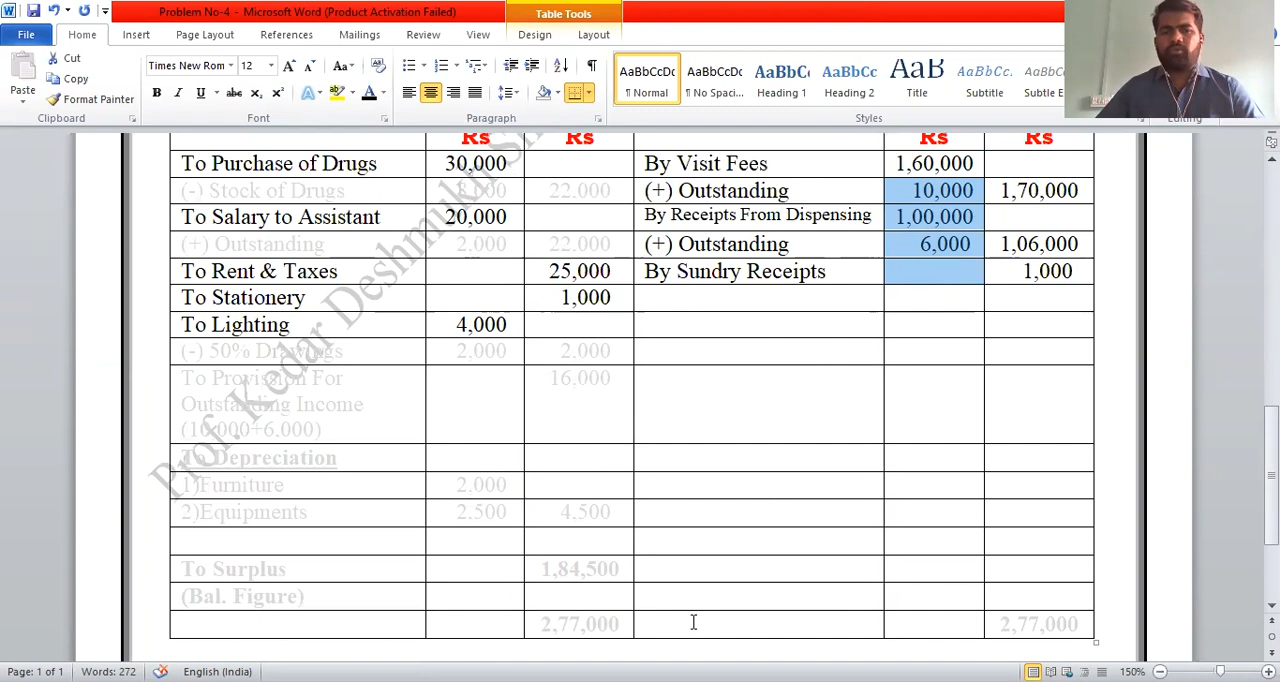 Problem No-4 - Microsoft Word (Product Activation Failed)
Table Tools
File Home Insert Page Layout References Mailings Review View Design Layout
Cut
Copy
Format Painter
Paste
Times New Rom 12
AaBbCcDc AaBbCcDc AaBbC AaBbCc AaB AaBbCc.
¶ Normal ¶ No Spaci... Heading 1 Heading 2 Title Subtitle Subtle E
Clipboard Font Paragraph Styles Editing
Rs Rs Rs Rs
To Purchase of Drugs 30,000 By Visit Fees 1,60,000
(-) Stock of Drugs 22,000 (+) Outstanding 10,000 1,70,000
To Salary to Assistant 20,000 By Receipts From Dispensing 1,00,000
(+) Outstanding 2,000 22,000 (+) Outstanding 6,000 1,06,000
To Rent & Taxes 25,000 By Sundry Receipts 1,000
To Stationery 1,000
To Lighting 4,000
(-) 50% Drawings 2,000 2,000
To Provission For 16,000
Outstanding Income
(10,000+6,000)
To Depreciation
1)Furniture 2,000
2)Equipments 2,500 4,500
To Surplus 1,84,500
(Bal. Figure)
2,77,000 2,77,000
Prof. Kedar Deshmukh
Page: 1 of 1 Words: 272 English (India) 150%